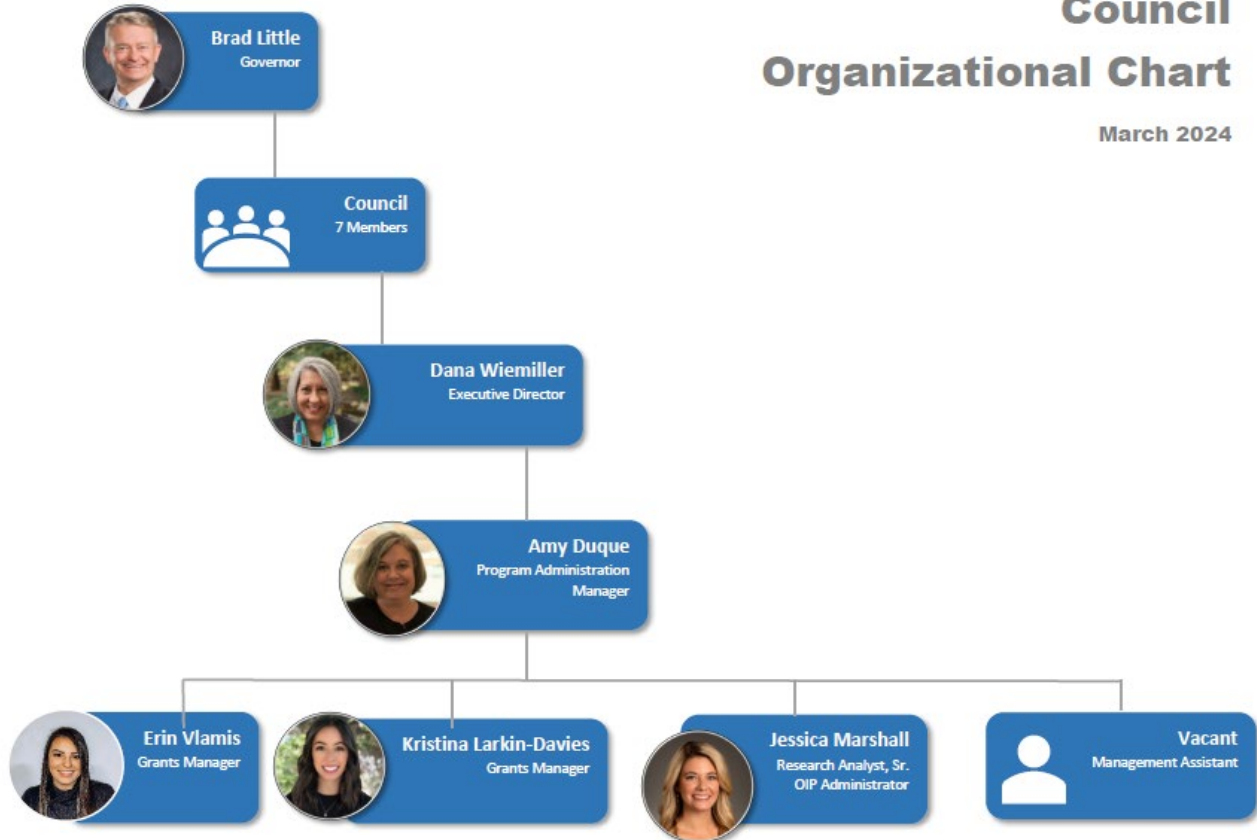 Council
Organizational Chart
March 2024
Brad Little
Governor
Council
7 Members
Dana Wiemiller
Executive Director
Amy Duque
Program Administration
Manager
Erin Vlamis
Grants Manager
Kristina Larkin-Davies
Grants Manager
Jessica Marshall
Research Analyst, Sr.
OIP Administrator
Vacant
Management Assistant